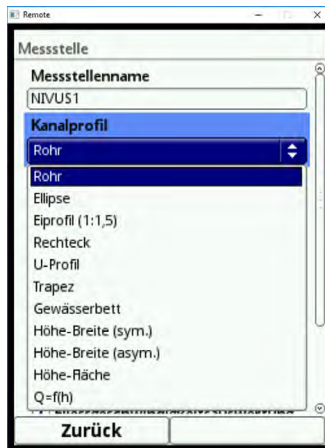 Remote
Messstelle
Messstellenname
NIVUS1
Kanalprofil
Rohr
Rohr
Ellipse
Eiprofil (1:1,5)
Rechteck
U-Profil
Trapez
Gewässerbett
Höhe-Breite (sym.)
Höhe-Breite (asym.)
Höhe-Fläche
Q=f(h)
Zurück